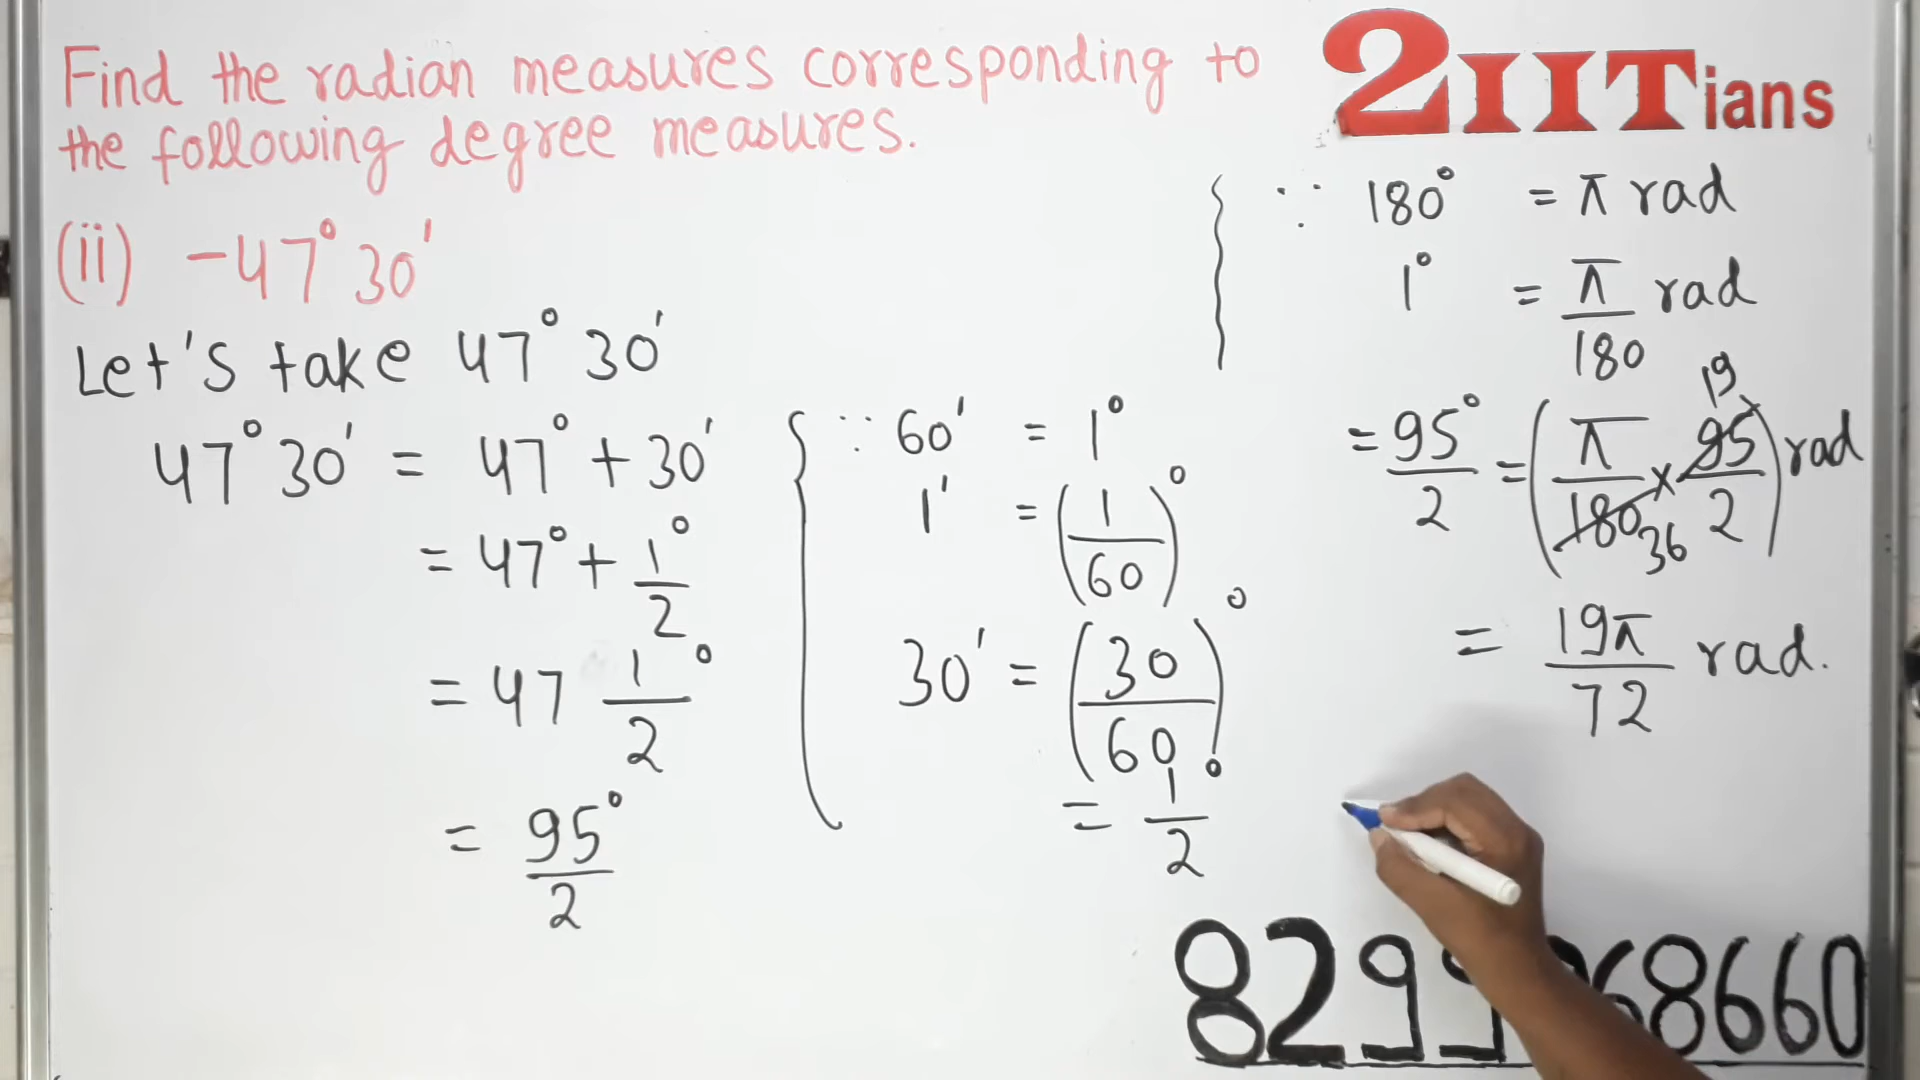 Find the radian measures corresponding to
the following degree measures.
2IITians
(ii) -47° 30'
Let's take 47° 30'
47° 30' = 47° + 30'
= 47° + 1/2°
= 47 1/2°
= 95°/2
∵ 60' = 1°
1' = (1/60)°
30' = (30/60)°
= 1/2°
∵ 180° = π rad
1° = π/180 rad
= 95°/2 = (π/180 × 95/2) rad
19
36
= 19π/72 rad.